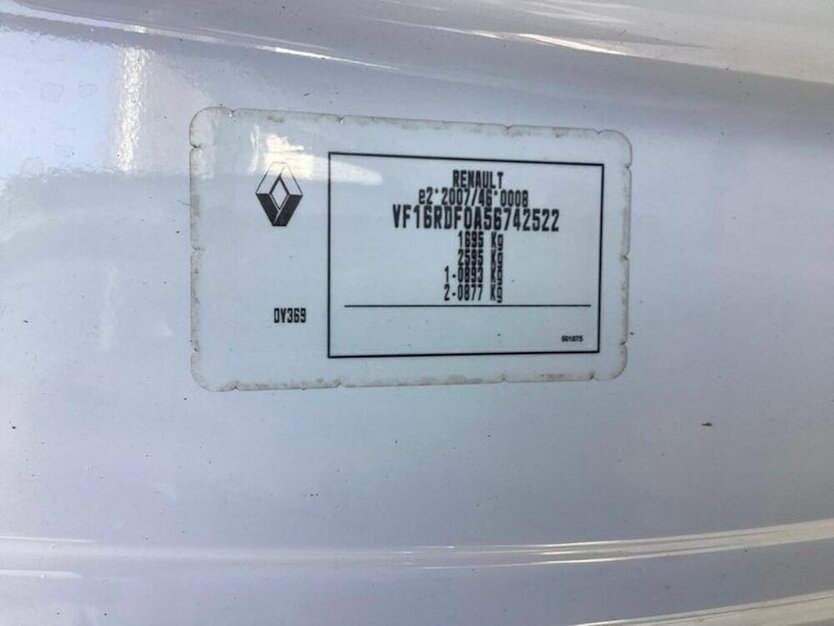 RENAULT
e2*2007/46*0008
VF16RDF0A56742522
1695 Kg
2595 Kg
1-0893 Kg
2-0877 Kg
DV369